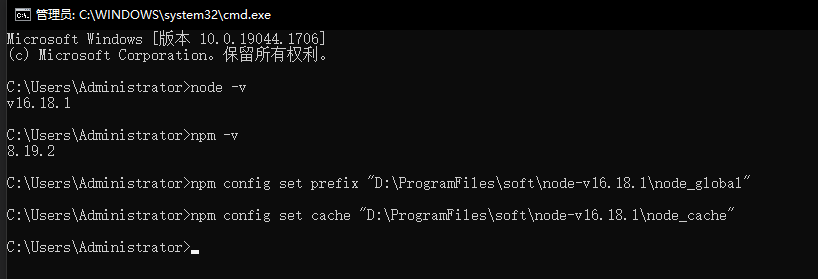 管理员: C:\WINDOWS\system32\cmd.exe
Microsoft Windows [版本 10.0.19044.1706]
(c) Microsoft Corporation。保留所有权利。
C:\Users\Administrator>node -v
v16.18.1
C:\Users\Administrator>npm -v
8.19.2
C:\Users\Administrator>npm config set prefix "D:\ProgramFiles\soft\node-v16.18.1\node_global"
C:\Users\Administrator>npm config set cache "D:\ProgramFiles\soft\node-v16.18.1\node_cache"
C:\Users\Administrator>